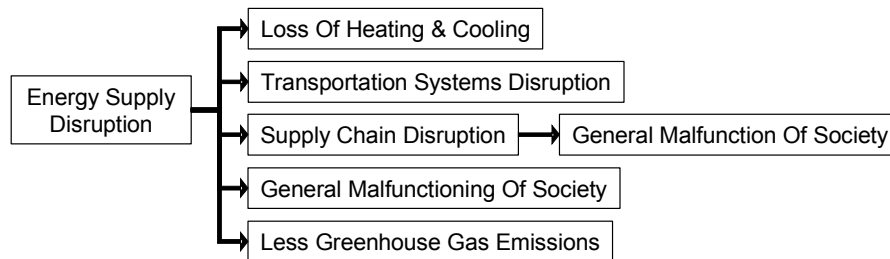 Loss Of Heating & Cooling
Transportation Systems Disruption
Energy Supply
Disruption
Supply Chain Disruption
General Malfunction Of Society
General Malfunctioning Of Society
Less Greenhouse Gas Emissions